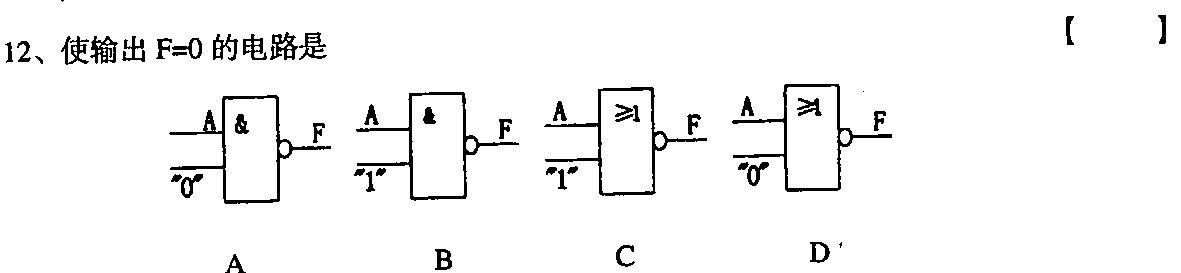 12、使输出 F=0 的电路是 【 】
A & F A & F A ≥1 F A ≥1 F
"0" "1" "1" "0"
A B C D